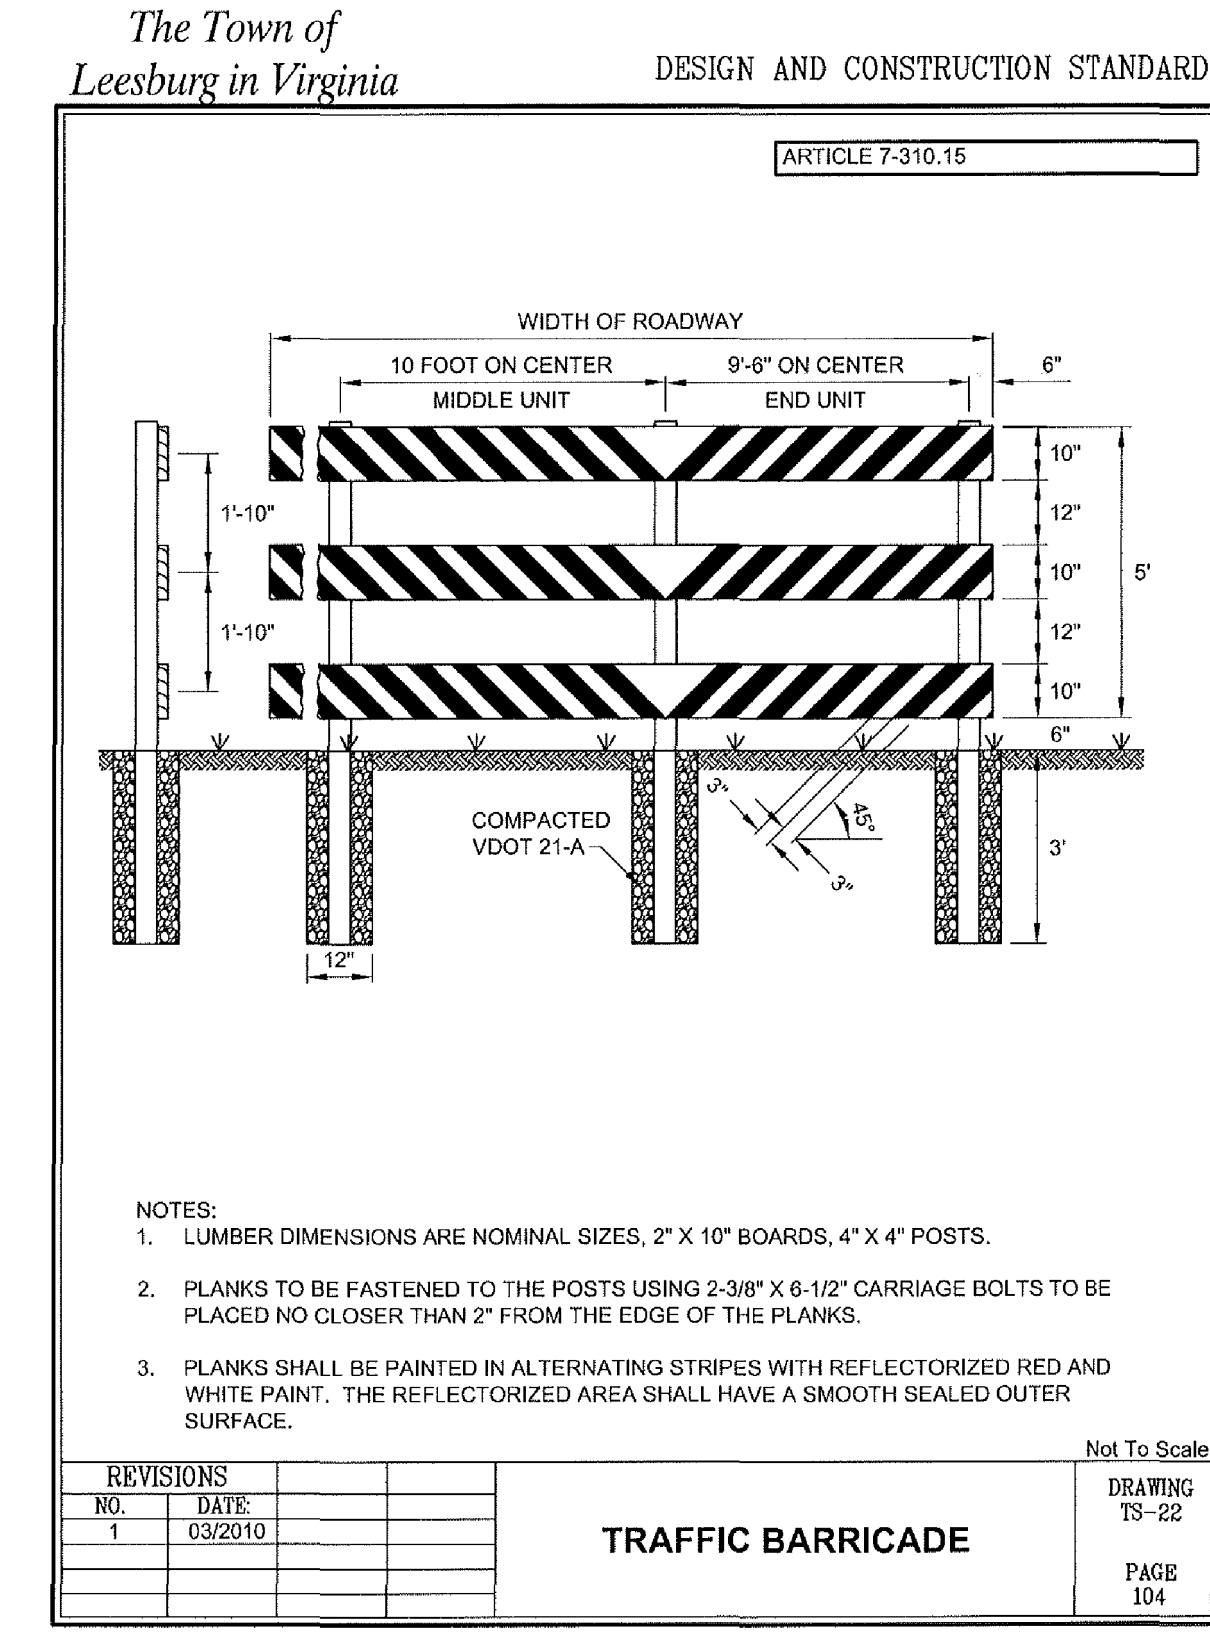 The Town of
Leesburg in Virginia
DESIGN AND CONSTRUCTION STANDARD
ARTICLE 7-310.15
WIDTH OF ROADWAY
10 FOOT ON CENTER
9'-6" ON CENTER
6"
MIDDLE UNIT
END UNIT
10"
1'-10"
12"
10"
5'
1'-10"
12"
10"
6"
3"
COMPACTED
VDOT 21-A
45°
3'
3"
12"
NOTES:
1. LUMBER DIMENSIONS ARE NOMINAL SIZES, 2" X 10" BOARDS, 4" X 4" POSTS.
2. PLANKS TO BE FASTENED TO THE POSTS USING 2-3/8" X 6-1/2" CARRIAGE BOLTS TO BE
PLACED NO CLOSER THAN 2" FROM THE EDGE OF THE PLANKS.
3. PLANKS SHALL BE PAINTED IN ALTERNATING STRIPES WITH REFLECTORIZED RED AND
WHITE PAINT. THE REFLECTORIZED AREA SHALL HAVE A SMOOTH SEALED OUTER
SURFACE.
Not To Scale
REVISIONS
NO. DATE:
1 03/2010
TRAFFIC BARRICADE
DRAWING
TS-22
PAGE
104